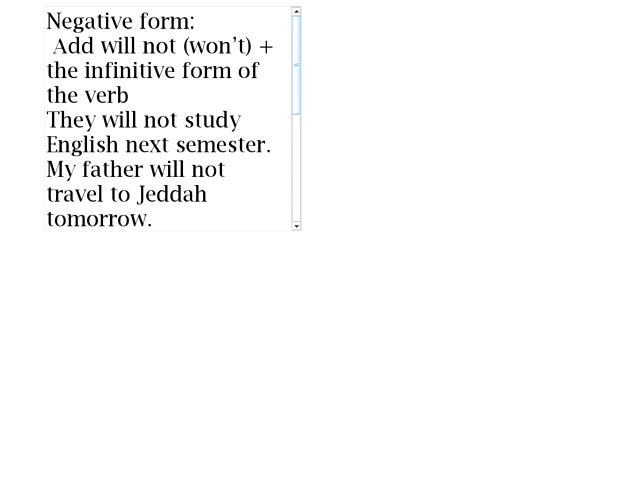 Negative form:
Add will not (won't) +
the infinitive form of
the verb
They will not study
English next semester.
My father will not
travel to Jeddah
tomorrow.